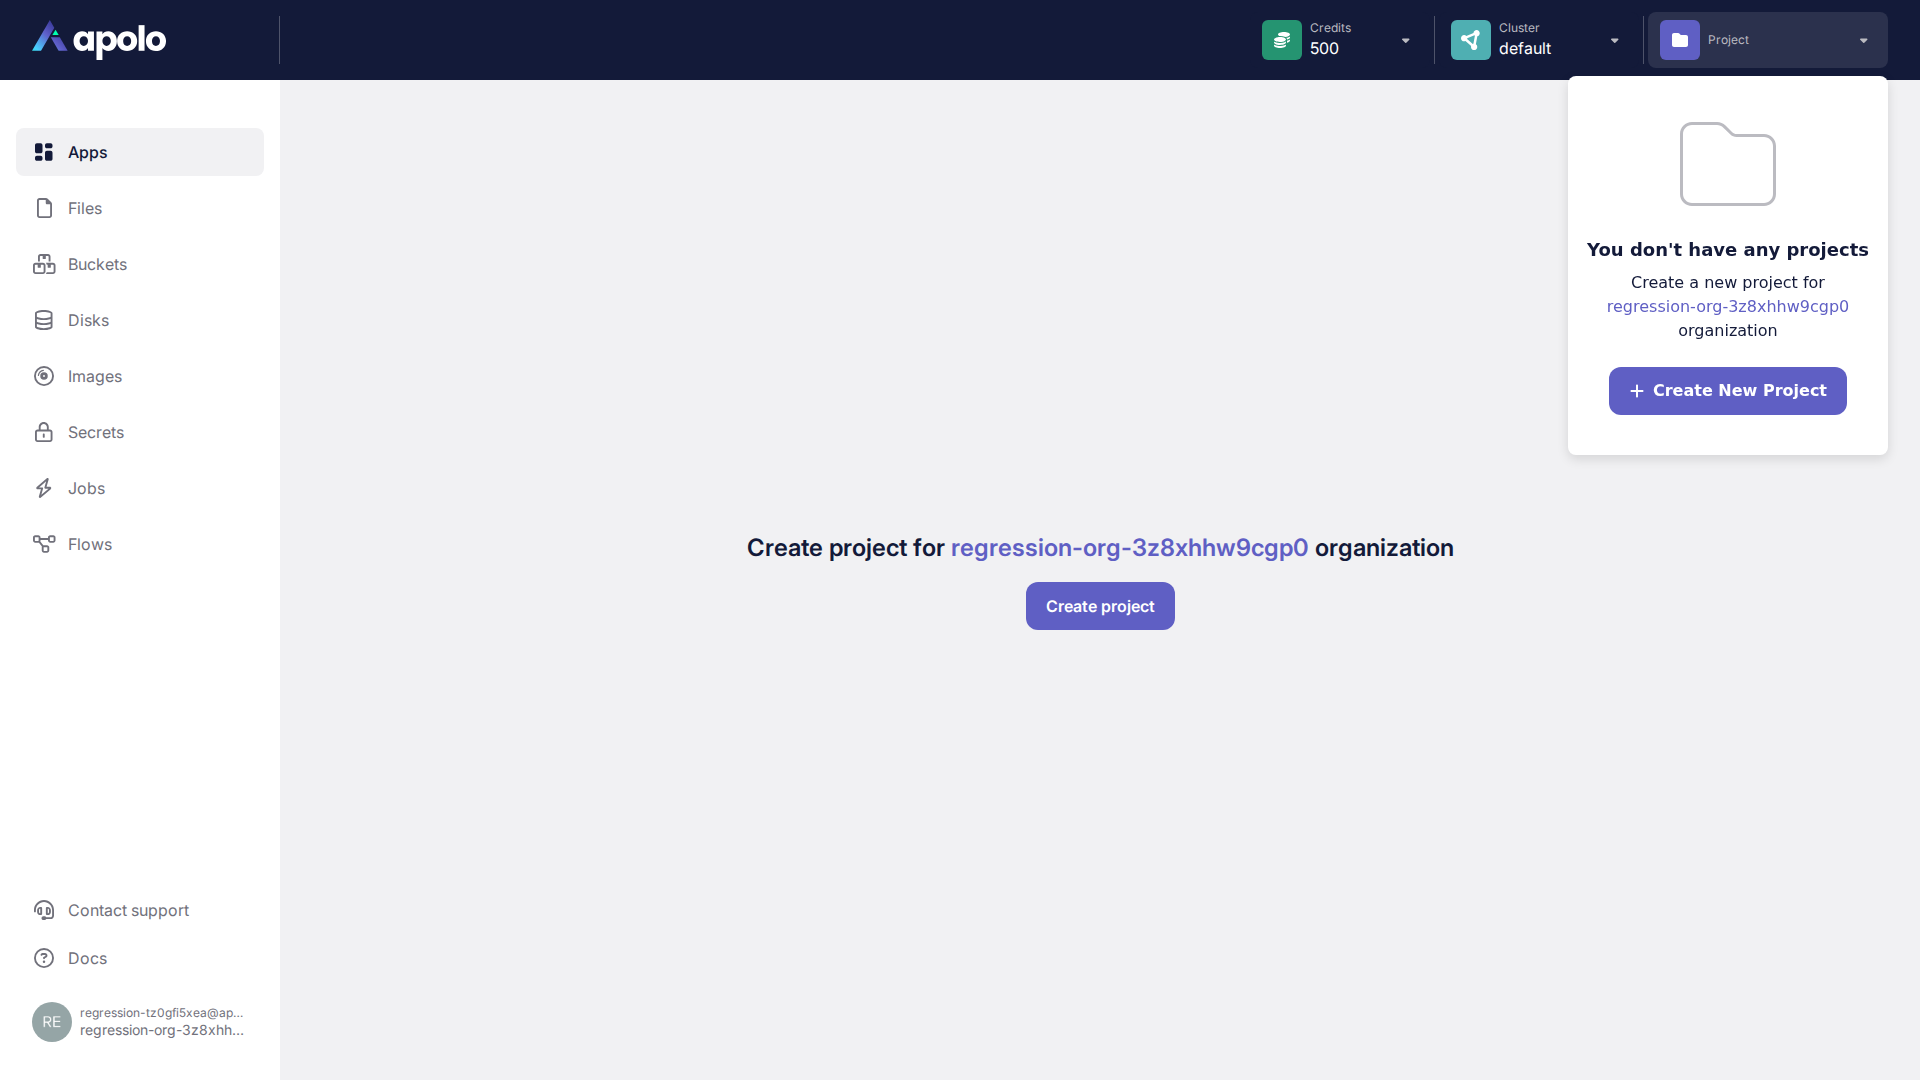 apolo
Credits
500
Cluster
default
Project
Apps
Files
Buckets
Disks
Images
Secrets
Jobs
Flows
You don't have any projects
Create a new project for
regression-org-3z8xhhw9cgp0
organization
Create New Project
Create project for regression-org-3z8xhhw9cgp0 organization
Create project
Contact support
Docs
RE
regression-tz0gfi5xea@ap...
regression-org-3z8xhh...